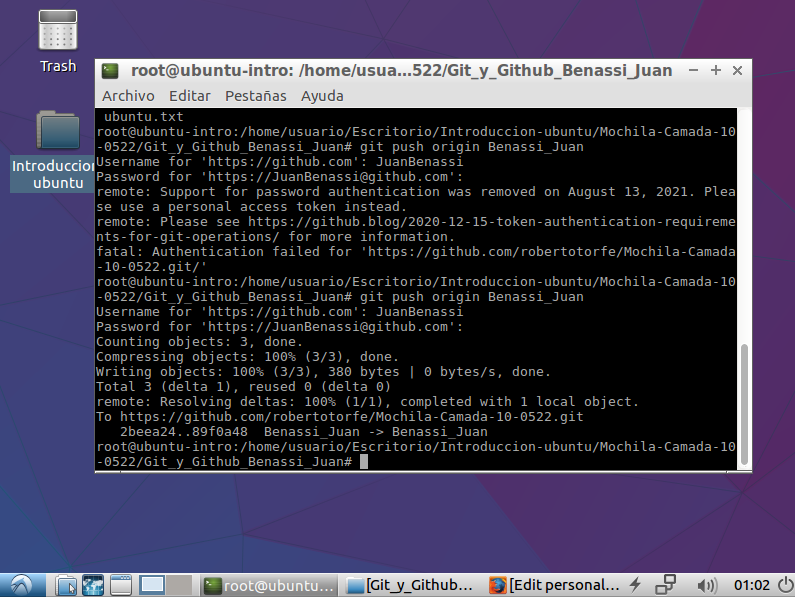 Trash
Introduccion
ubuntu
root@ubuntu-intro: /home/usua...522/Git_y_Github_Benassi_Juan
Archivo Editar Pestañas Ayuda
ubuntu.txt
root@ubuntu-intro:/home/usuario/Escritorio/Introduccion-ubuntu/Mochila-Camada-10
-0522/Git_y_Github_Benassi_Juan# git push origin Benassi_Juan
Username for 'https://github.com': JuanBenassi
Password for 'https://JuanBenassi@github.com':
remote: Support for password authentication was removed on August 13, 2021. Plea
se use a personal access token instead.
remote: Please see https://github.blog/2020-12-15-token-authentication-requireme
nts-for-git-operations/ for more information.
fatal: Authentication failed for 'https://github.com/robertotorfe/Mochila-Camada
-10-0522.git/'
root@ubuntu-intro:/home/usuario/Escritorio/Introduccion-ubuntu/Mochila-Camada-10
-0522/Git_y_Github_Benassi_Juan# git push origin Benassi_Juan
Username for 'https://github.com': JuanBenassi
Password for 'https://JuanBenassi@github.com':
Counting objects: 3, done.
Compressing objects: 100% (3/3), done.
Writing objects: 100% (3/3), 380 bytes | 0 bytes/s, done.
Total 3 (delta 1), reused 0 (delta 0)
remote: Resolving deltas: 100% (1/1), completed with 1 local object.
To https://github.com/robertotorfe/Mochila-Camada-10-0522.git
2beea24..89f0a48 Benassi_Juan -> Benassi_Juan
root@ubuntu-intro:/home/usuario/Escritorio/Introduccion-ubuntu/Mochila-Camada-10
-0522/Git_y_Github_Benassi_Juan#
root@ubuntu... [Git_y_Github... [Edit personal... 01:02